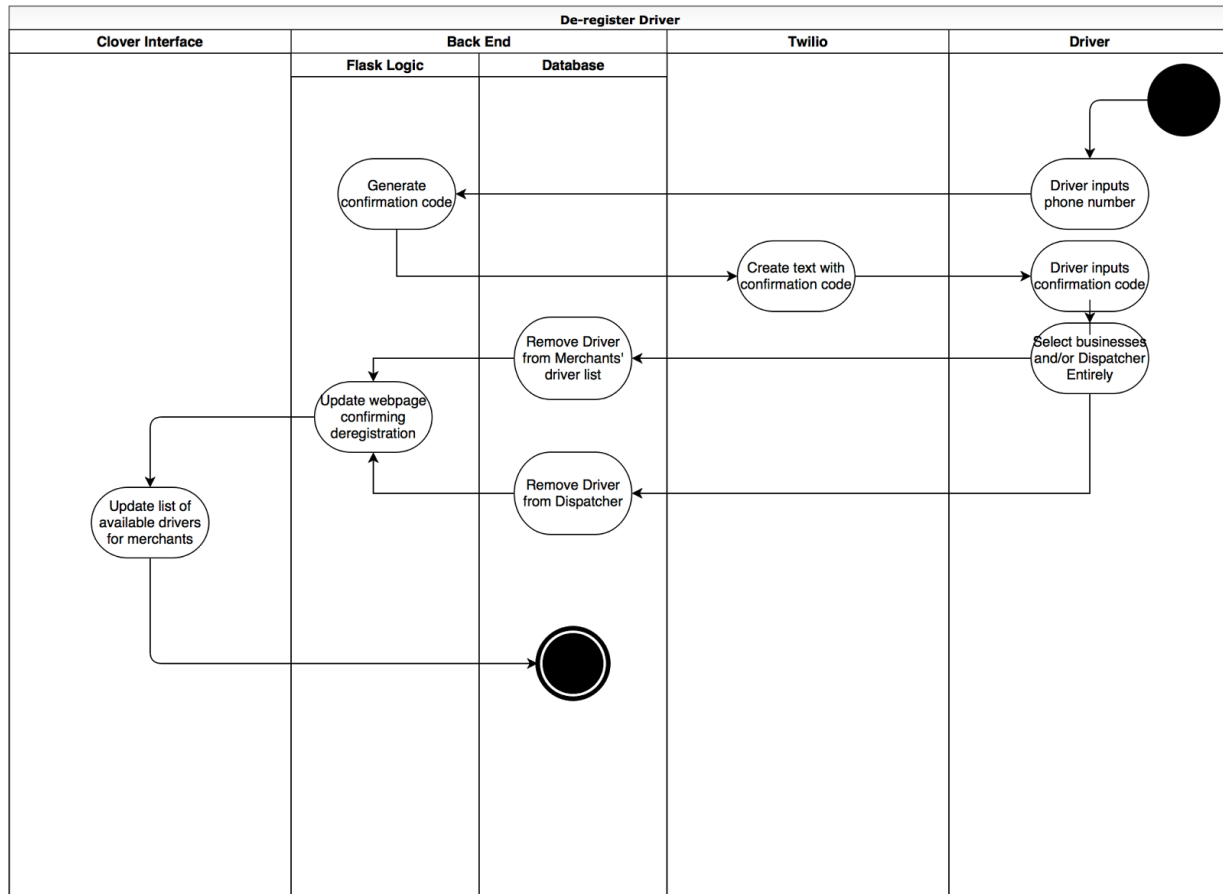 De-register Driver
Clover Interface
Back End
Twilio
Driver
Flask Logic
Database
Generate
confirmation code
Driver inputs
phone number
Create text with
confirmation code
Driver inputs
confirmation code
Remove Driver
from Merchants'
driver list
Select businesses
and/or Dispatcher
Entirely
Update webpage
confirming
deregistration
Remove Driver
from Dispatcher
Update list of
available drivers
for merchants